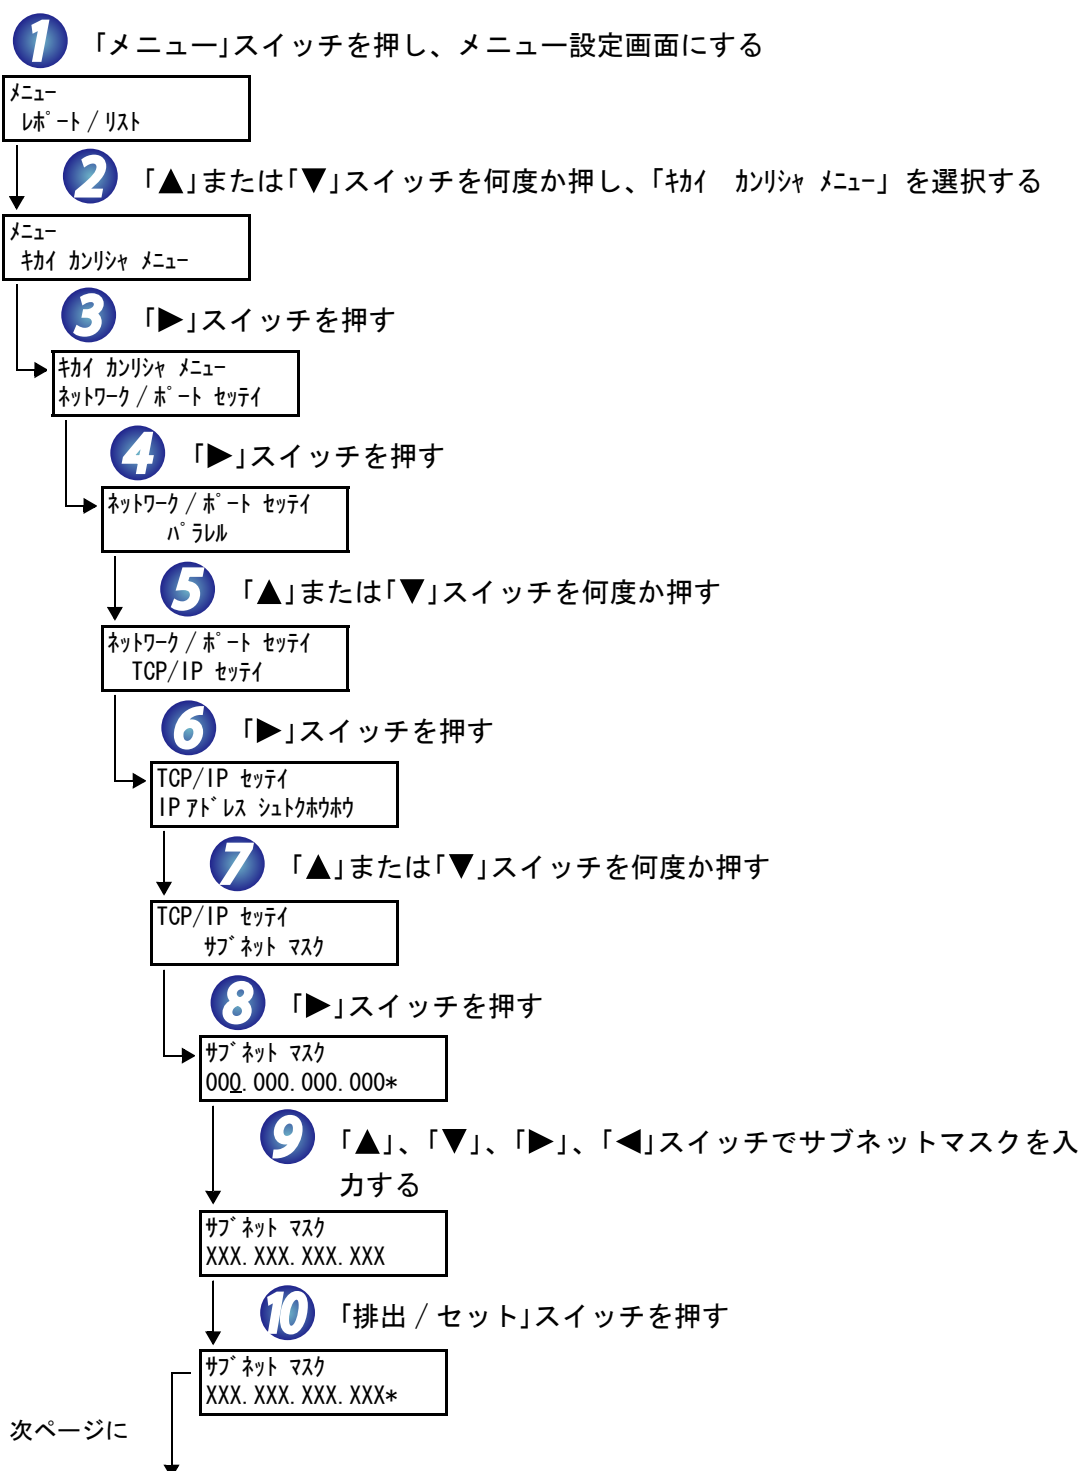 1 「メニュー」スイッチを押し、メニュー設定画面にする
ﾒﾆｭｰ
ﾚﾎﾟｰﾄ / ﾘｽﾄ
2 「▲」または「▼」スイッチを何度か押し、「ｷｶｲ　ｶﾝﾘｼｬ ﾒﾆｭｰ」を選択する
ﾒﾆｭｰ
ｷｶｲ ｶﾝﾘｼｬ ﾒﾆｭｰ
3 「▶」スイッチを押す
ｷｶｲ ｶﾝﾘｼｬ ﾒﾆｭｰ
ﾈｯﾄﾜｰｸ / ﾎﾟｰﾄ ｾｯﾃｲ
4 「▶」スイッチを押す
ﾈｯﾄﾜｰｸ / ﾎﾟｰﾄ ｾｯﾃｲ
ﾊﾟﾗﾚﾙ
5 「▲」または「▼」スイッチを何度か押す
ﾈｯﾄﾜｰｸ / ﾎﾟｰﾄ ｾｯﾃｲ
TCP/IP ｾｯﾃｲ
6 「▶」スイッチを押す
TCP/IP ｾｯﾃｲ
IP ｱﾄﾞﾚｽ ｼｭﾄｸﾎｳﾎｳ
7 「▲」または「▼」スイッチを何度か押す
TCP/IP ｾｯﾃｲ
ｻﾌﾞﾈｯﾄ ﾏｽｸ
8 「▶」スイッチを押す
ｻﾌﾞﾈｯﾄ ﾏｽｸ
000.000.000.000*
9 「▲」、「▼」、「▶」、「◀」スイッチでサブネットマスクを入
力する
ｻﾌﾞﾈｯﾄ ﾏｽｸ
XXX.XXX.XXX.XXX
10 「排出 / セット」スイッチを押す
ｻﾌﾞﾈｯﾄ ﾏｽｸ
XXX.XXX.XXX.XXX*
次ページに